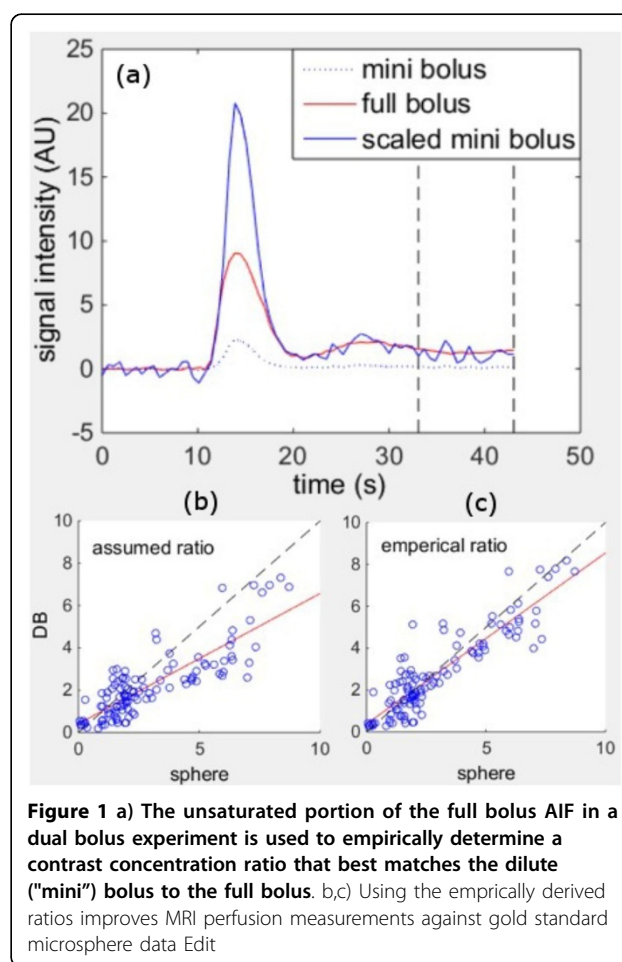 (a)
mini bolus
full bolus
scaled mini bolus
25
20
15
10
5
0
-5
signal intensity (AU)
0 10 20 30 40 50
time (s)
(b)
(c)
assumed ratio
emperical ratio
10
8
6
4
2
0
DB
0 5 10
sphere
10
8
6
4
2
0
0 5 10
sphere
Figure 1 a) The unsaturated portion of the full bolus AIF in a
dual bolus experiment is used to empirically determine a
contrast concentration ratio that best matches the dilute
("mini”) bolus to the full bolus. b,c) Using the emprically derived
ratios improves MRI perfusion measurements against gold standard
microsphere data Edit